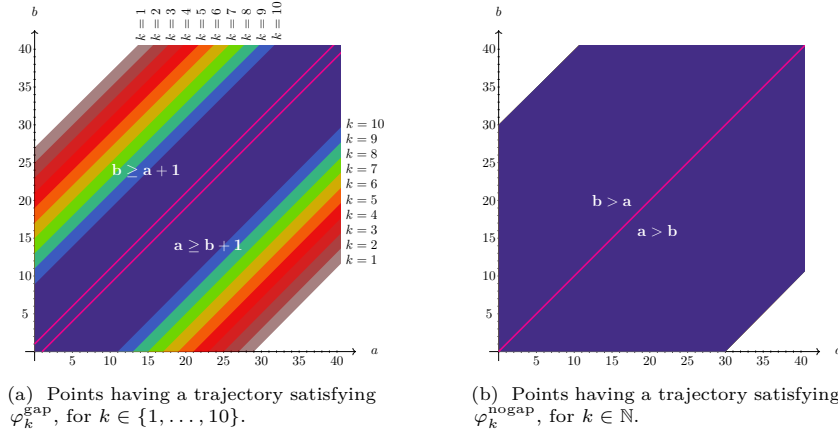 b
k = 1
k = 2
k = 3
k = 4
k = 5
k = 6
k = 7
k = 8
k = 9
k = 10
40
35
30
25
20
15
10
5
b ≥ a + 1
a ≥ b + 1
k = 10
k = 9
k = 8
k = 7
k = 6
k = 5
k = 4
k = 3
k = 2
k = 1
5 10 15 20 25 30 35 40
a
(a) Points having a trajectory satisfying
φ_k^gap, for k ∈ {1, . . . , 10}.
b
40
35
30
25
20
15
10
5
b > a
a > b
5 10 15 20 25 30 35 40
(b) Points having a trajectory satisfying
φ_k^nogap, for k ∈ ℕ.